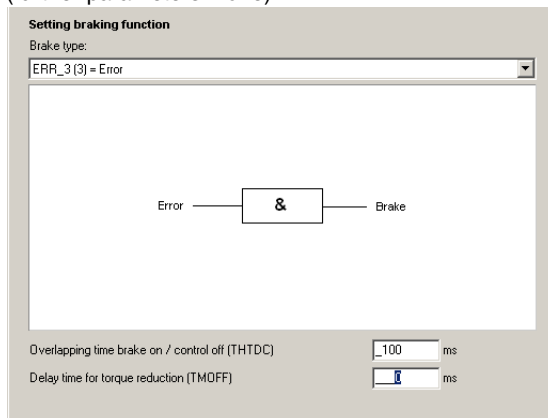 Setting braking function
Brake type:
ERR_3 (3) = Error
Error & Brake
Overlapping time brake on / control off (THTDC) _100 ms
Delay time for torque reduction (TMOFF) ___0 ms